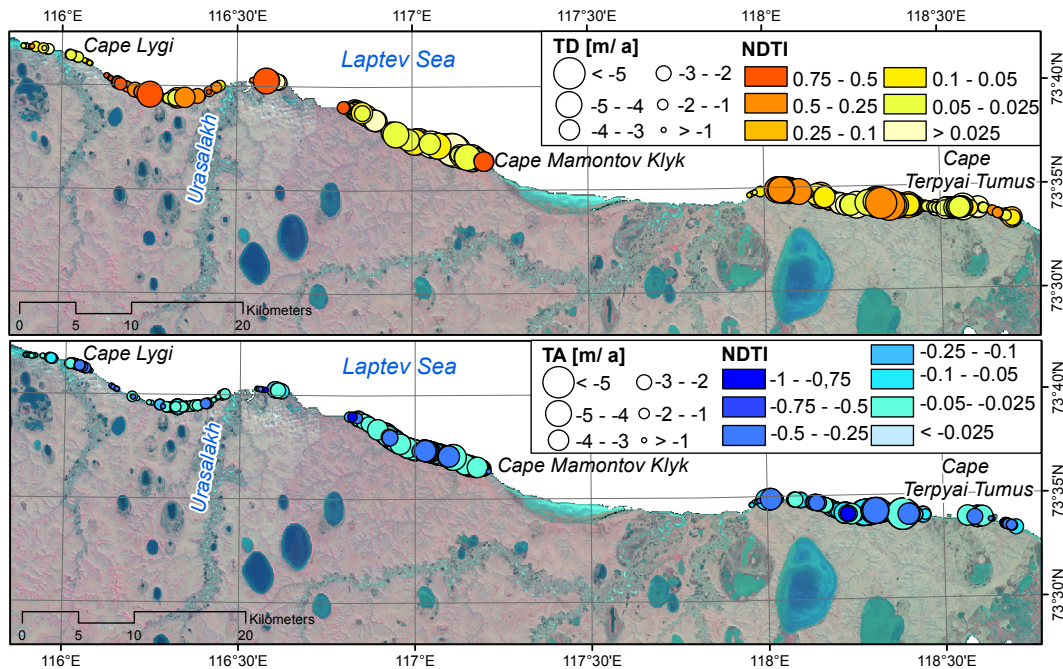 116° 116°30' 117° 117°30' 118° 118°30'
Cape Lygi
Laptev Sea
Urasalakh
Cape Mamontov Klyk
Cape
Terpyai-Tumus
TD [m/ a] NDTI
< -5 -3 - -2 0.75 - 0.5 0.1 - 0.05
-5 - -4 -2 - -1 0.5 - 0.25 0.05 - 0.025
-4 - -3 > -1 0.25 - 0.1 > 0.025
73°40'N
73°35'N
73°30'N
0 5 10 20
Kilometers
Cape Lygi
Laptev Sea
Urasalakh
Cape Mamontov Klyk
Cape
Terpyai-Tumus
TA [m/ a] NDTI -0.25 - -0.1
< -5 -3 - -2 -1 - -0,75 -0.1 - -0.05
-5 - -4 -2 - -1 -0.75 - -0.5 -0.05- -0.025
-4 - -3 > -1 -0.5 - -0.25 < -0.025
73°40'N
73°35'N
73°30'N
0 5 10 20
Kilometers
116° 116°30' 117° 117°30' 118° 118°30'